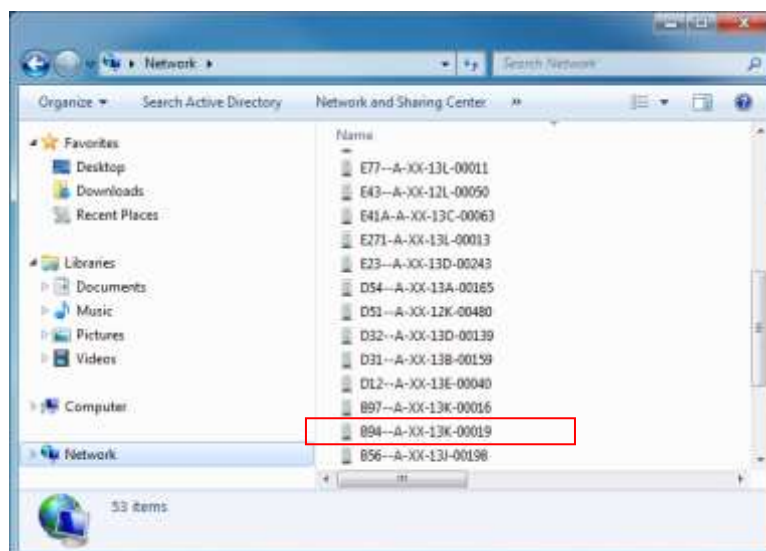 Network
Search Network
Organize
Search Active Directory
Network and Sharing Center
»
Favorites
Desktop
Downloads
Recent Places
Libraries
Documents
Music
Pictures
Videos
Computer
Network
Name
E77--A-XX-13L-00011
E43--A-XX-12L-00050
E41A-A-XX-13C-00063
E271-A-XX-13L-00013
E23--A-XX-13D-00243
D54--A-XX-13A-00165
D51--A-XX-12K-00480
D32--A-XX-13D-00139
D31--A-XX-13B-00159
D12--A-XX-13E-00040
B97--A-XX-13K-00016
B94--A-XX-13K-00019
B56--A-XX-13J-00198
53 items